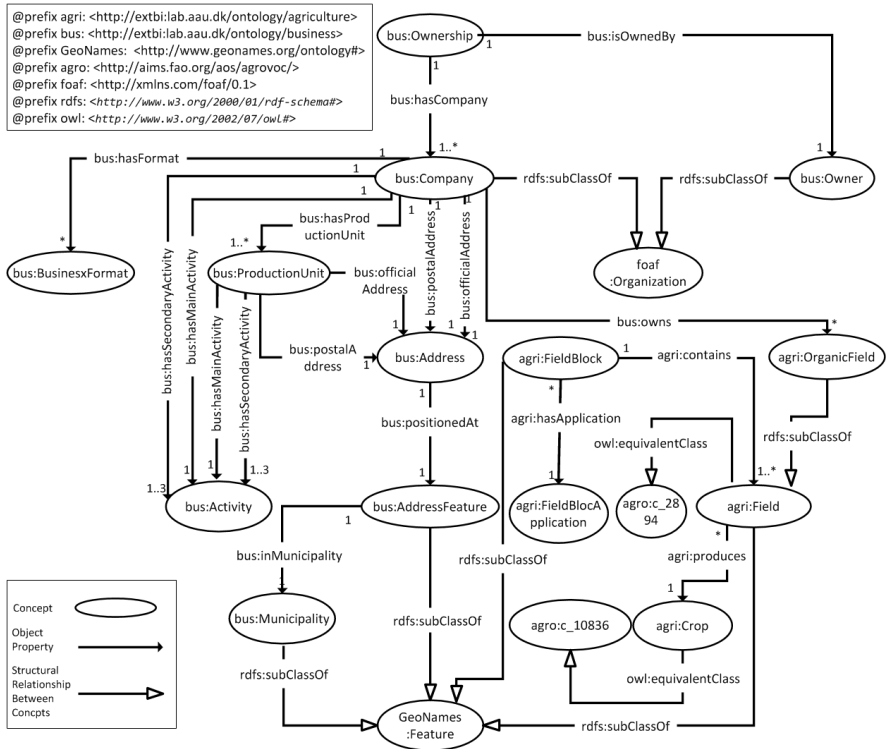 @prefix agri: <http://extbi:lab.aau.dk/ontology/agriculture>
@prefix bus: <http://extbi:lab.aau.dk/ontology/business>
@prefix GeoNames: <http://www.geonames.org/ontology#>
@prefix agro: <http://aims.fao.org/aos/agrovoc/>
@prefix foaf: <http://xmlns.com/foaf/0.1>
@prefix rdfs: <http://www.w3.org/2000/01/rdf-schema#>
@prefix owl: <http://www.w3.org/2002/07/owl#>
bus:Ownership
1
1
bus:isOwnedBy
bus:hasCompany
1..*
1
bus:hasFormat
1
1
1
bus:Company
1
1
1
rdfs:subClassOf
rdfs:subClassOf
bus:Owner
bus:hasProd
uctionUnit
1..*
*
bus:BusinexFormat
bus:ProductionUnit
bus:official
Address
bus:postalAddress
bus:officialAddress
foaf
:Organization
bus:hasSecondaryActivity
bus:hasMainActivity
bus:hasMainActivity
bus:hasSecondaryActivity
bus:owns
*
1
1
1
1
bus:postalA
ddress
1
bus:Address
agri:FieldBlock
1
agri:contains
agri:OrganicField
1
*
bus:positionedAt
agri:hasApplication
owl:equivalentClass
rdfs:subClassOf
1..3
1
1
1..3
1
1
1..*
bus:Activity
bus:AddressFeature
1
agri:FieldBlocA
pplication
agro:c_28
94
agri:Field
*
bus:inMunicipality
rdfs:subClassOf
agri:produces
1
1
bus:Municipality
rdfs:subClassOf
agro:c_10836
agri:Crop
rdfs:subClassOf
owl:equivalentClass
GeoNames
:Feature
rdfs:subClassOf
Concept
Object
Property
Structural
Relationship
Between
Concpts